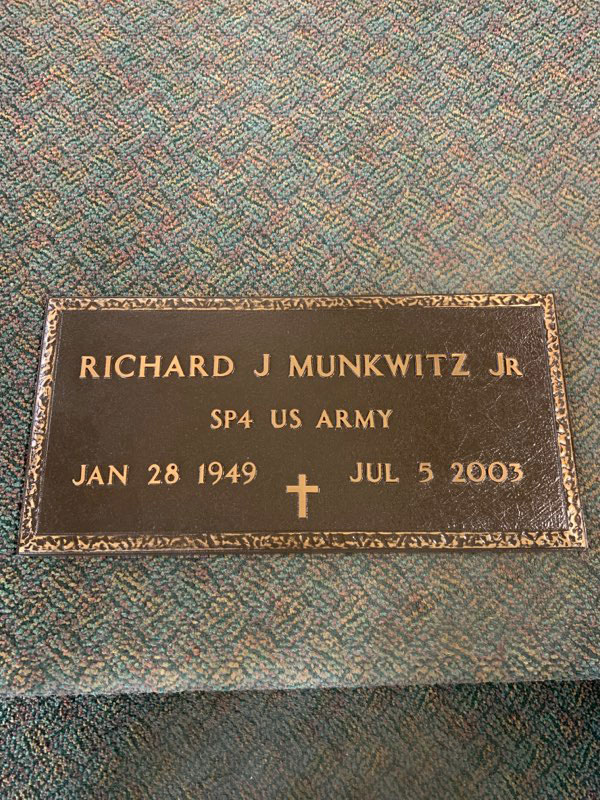 RICHARD J MUNKWITZ JR
SP4 US ARMY
JAN 28 1949 JUL 5 2003